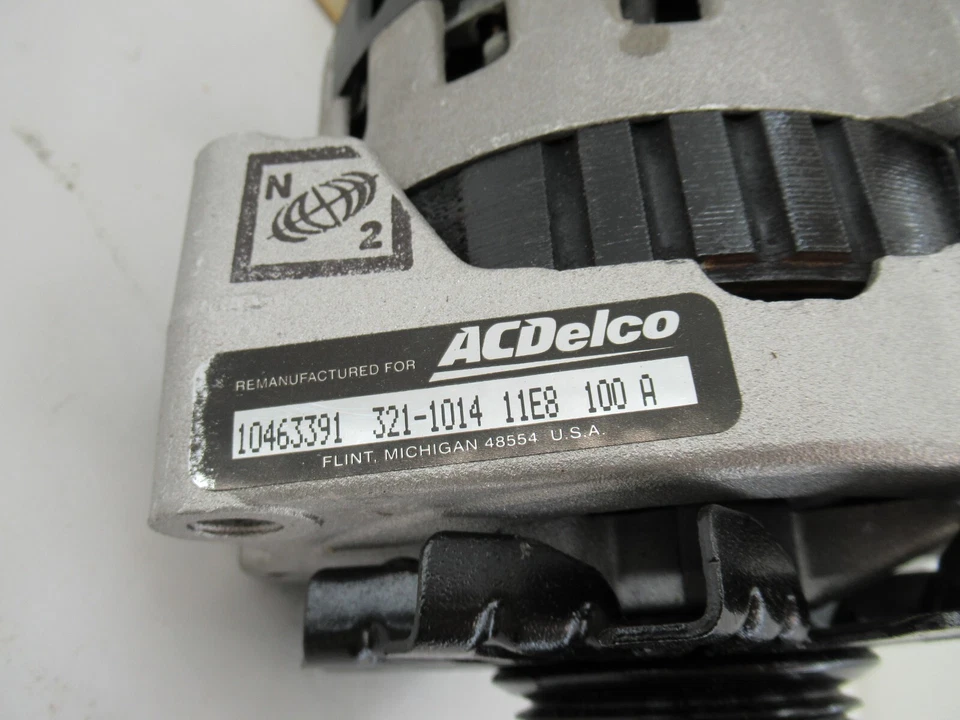 N
2
REMANUFACTURED FOR ACDelco
10463391 321-1014 11E8 100 A
FLINT, MICHIGAN 48554 U.S.A.